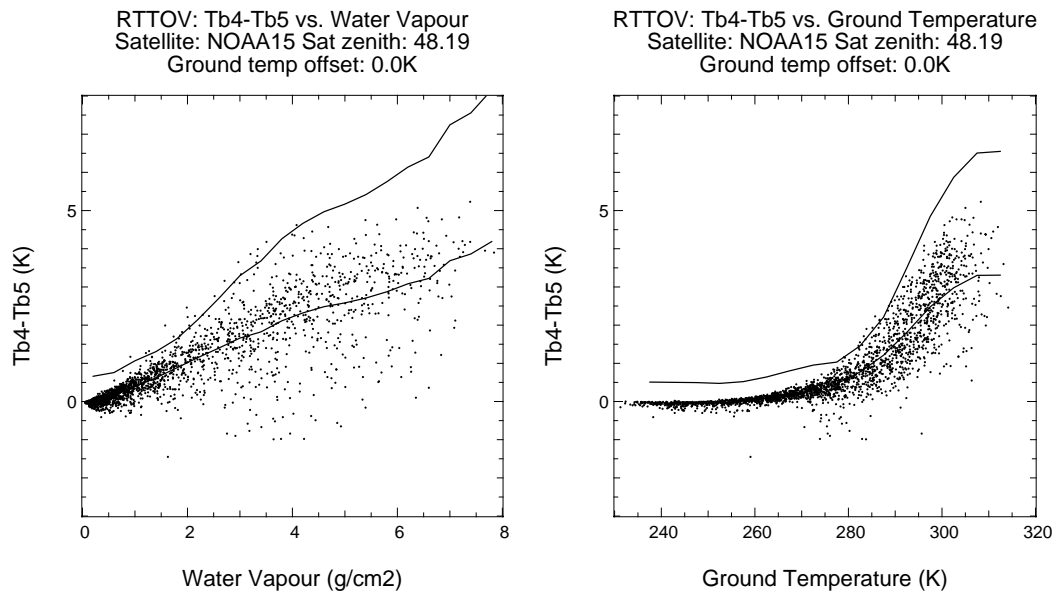 RTTOV: Tb4-Tb5 vs. Water Vapour
Satellite: NOAA15 Sat zenith: 48.19
Ground temp offset: 0.0K
5
0
Tb4-Tb5 (K)
0 2 4 6 8
Water Vapour (g/cm2)
RTTOV: Tb4-Tb5 vs. Ground Temperature
Satellite: NOAA15 Sat zenith: 48.19
Ground temp offset: 0.0K
5
0
Tb4-Tb5 (K)
240 260 280 300 320
Ground Temperature (K)